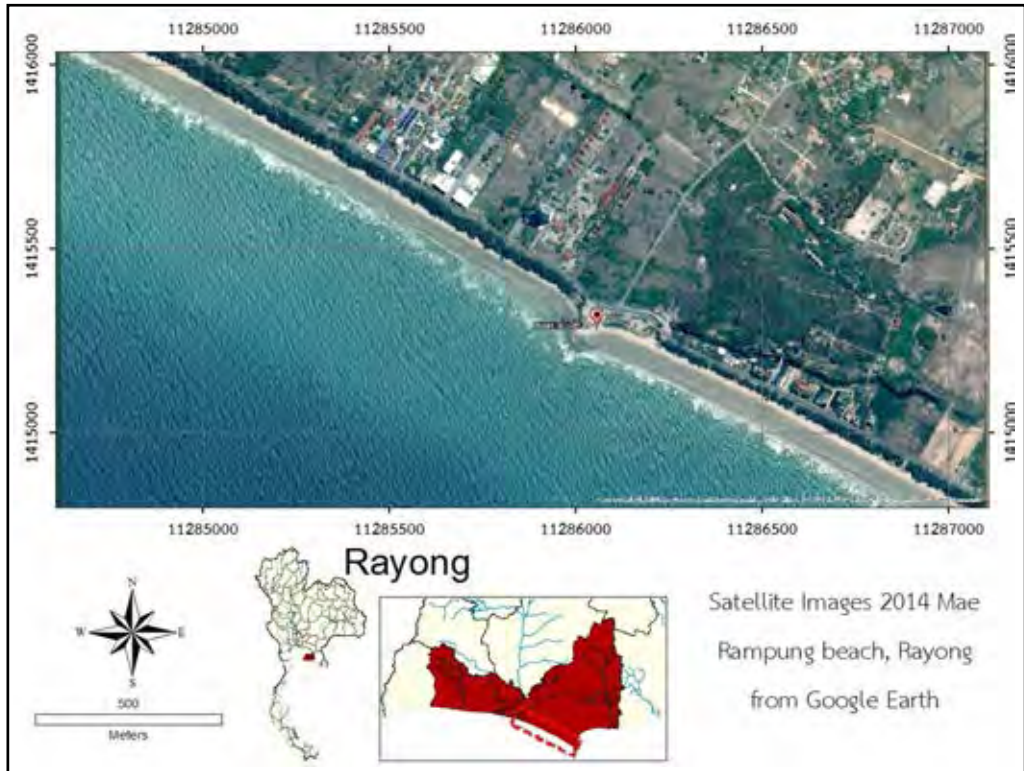 11285000 11285500 11286000 11286500 11287000
1416000 1416000
1415500 1415500
1415000 1415000
11285000 11285500 11286000 11286500 11287000
Rayong
N
W E
S
500
Meters
Satellite Images 2014 Mae
Rampung beach, Rayong
from Google Earth